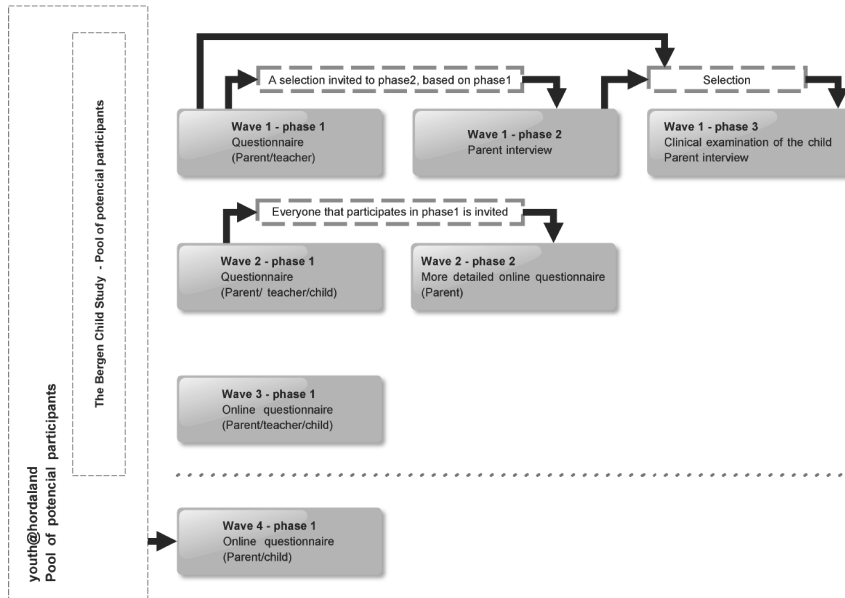 youth@hordaland
Pool of potencial participants
The Bergen Child Study - Pool of potencial participants
A selection invited to phase2, based on phase1
Selection
Wave 1 - phase 1
Questionnaire
(Parent/teacher)
Wave 1 - phase 2
Parent interview
Wave 1 - phase 3
Clinical examination of the child
Parent interview
Everyone that participates in phase1 is invited
Wave 2 - phase 1
Questionnaire
(Parent/ teacher/child)
Wave 2 - phase 2
More detailed online questionnaire
(Parent)
Wave 3 - phase 1
Online questionnaire
(Parent/teacher/child)
Wave 4 - phase 1
Online questionnaire
(Parent/child)